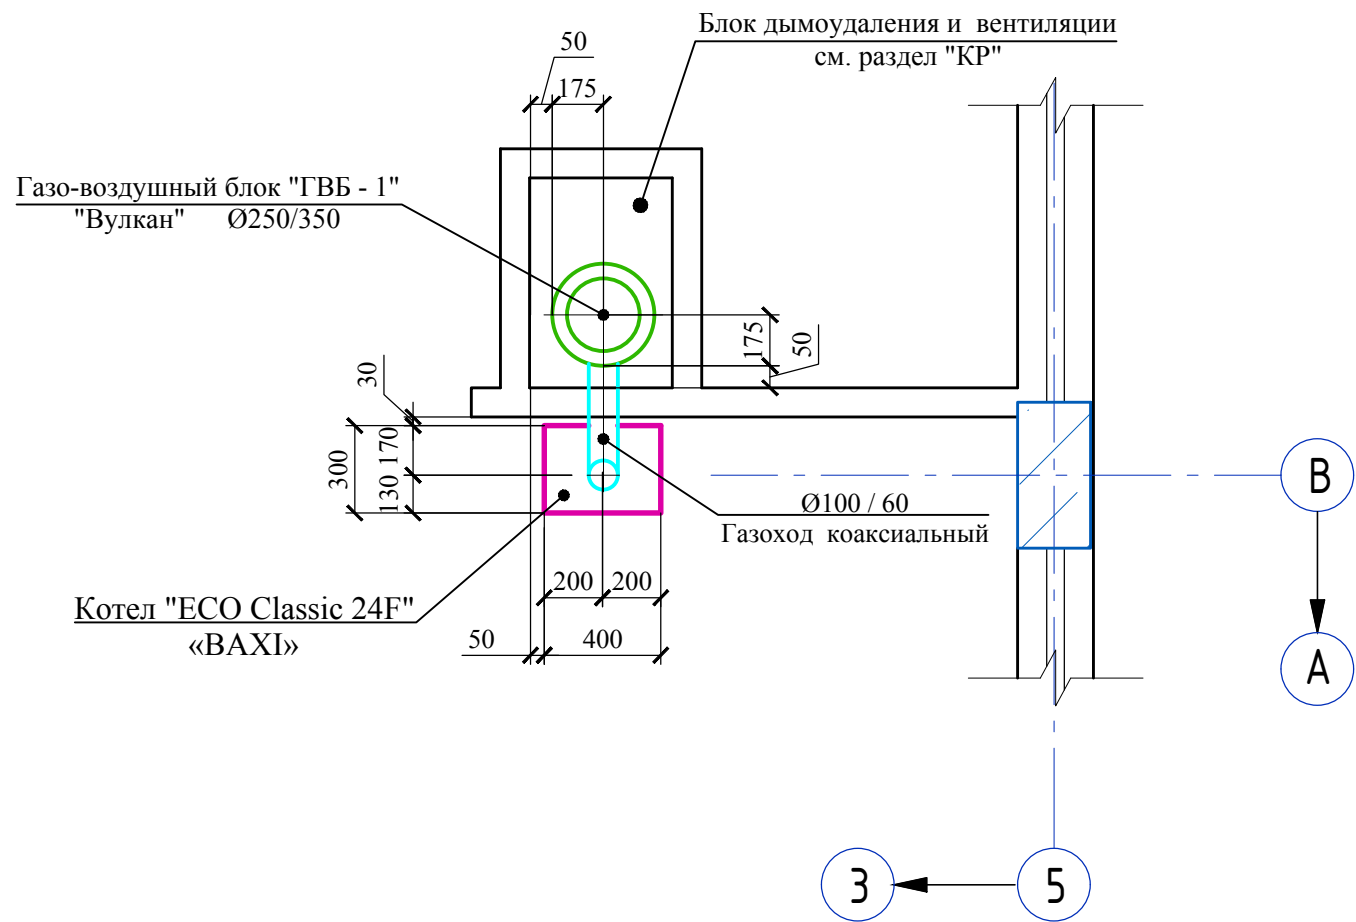 Блок дымоудаления и вентиляции
см. раздел "КР"
50
175
Газо-воздушный блок "ГВБ - 1"
"Вулкан" Ø250/350
175
50
30
300
170
130
Ø100 / 60
Газоход коаксиальный
200
200
Котел "ECO Classic 24F"
«BAXI»
50
400
В
А
3
5